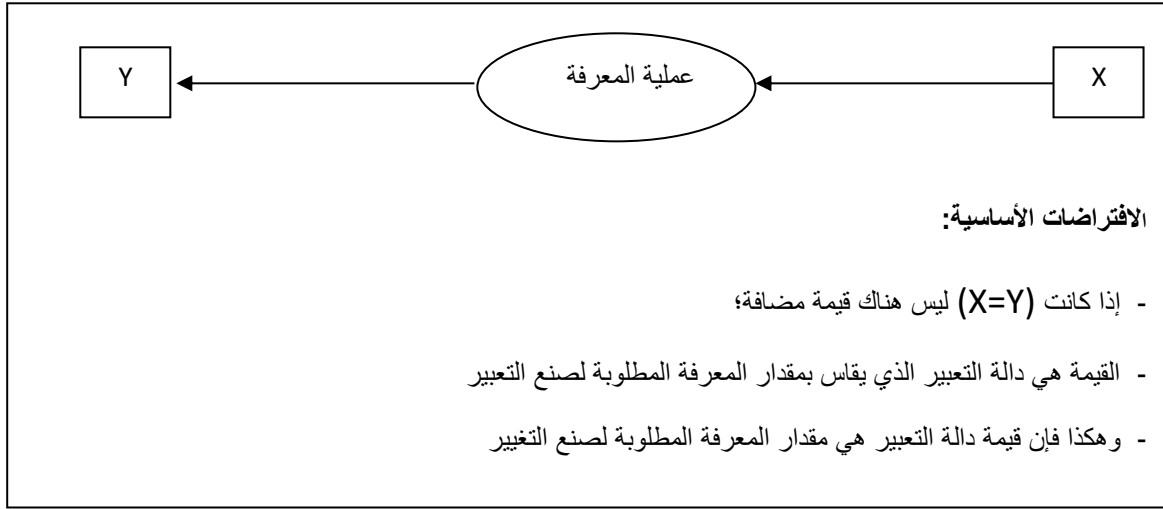 X
عملية المعرفة
Y
الافتراضات الأساسية:
- إذا كانت (X=Y) ليس هناك قيمة مضافة؛
- القيمة هي دالة التعبير الذي يقاس بمقدار المعرفة المطلوبة لصنع التعبير
- وهكذا فإن قيمة دالة التعبير هي مقدار المعرفة المطلوبة لصنع التغيير